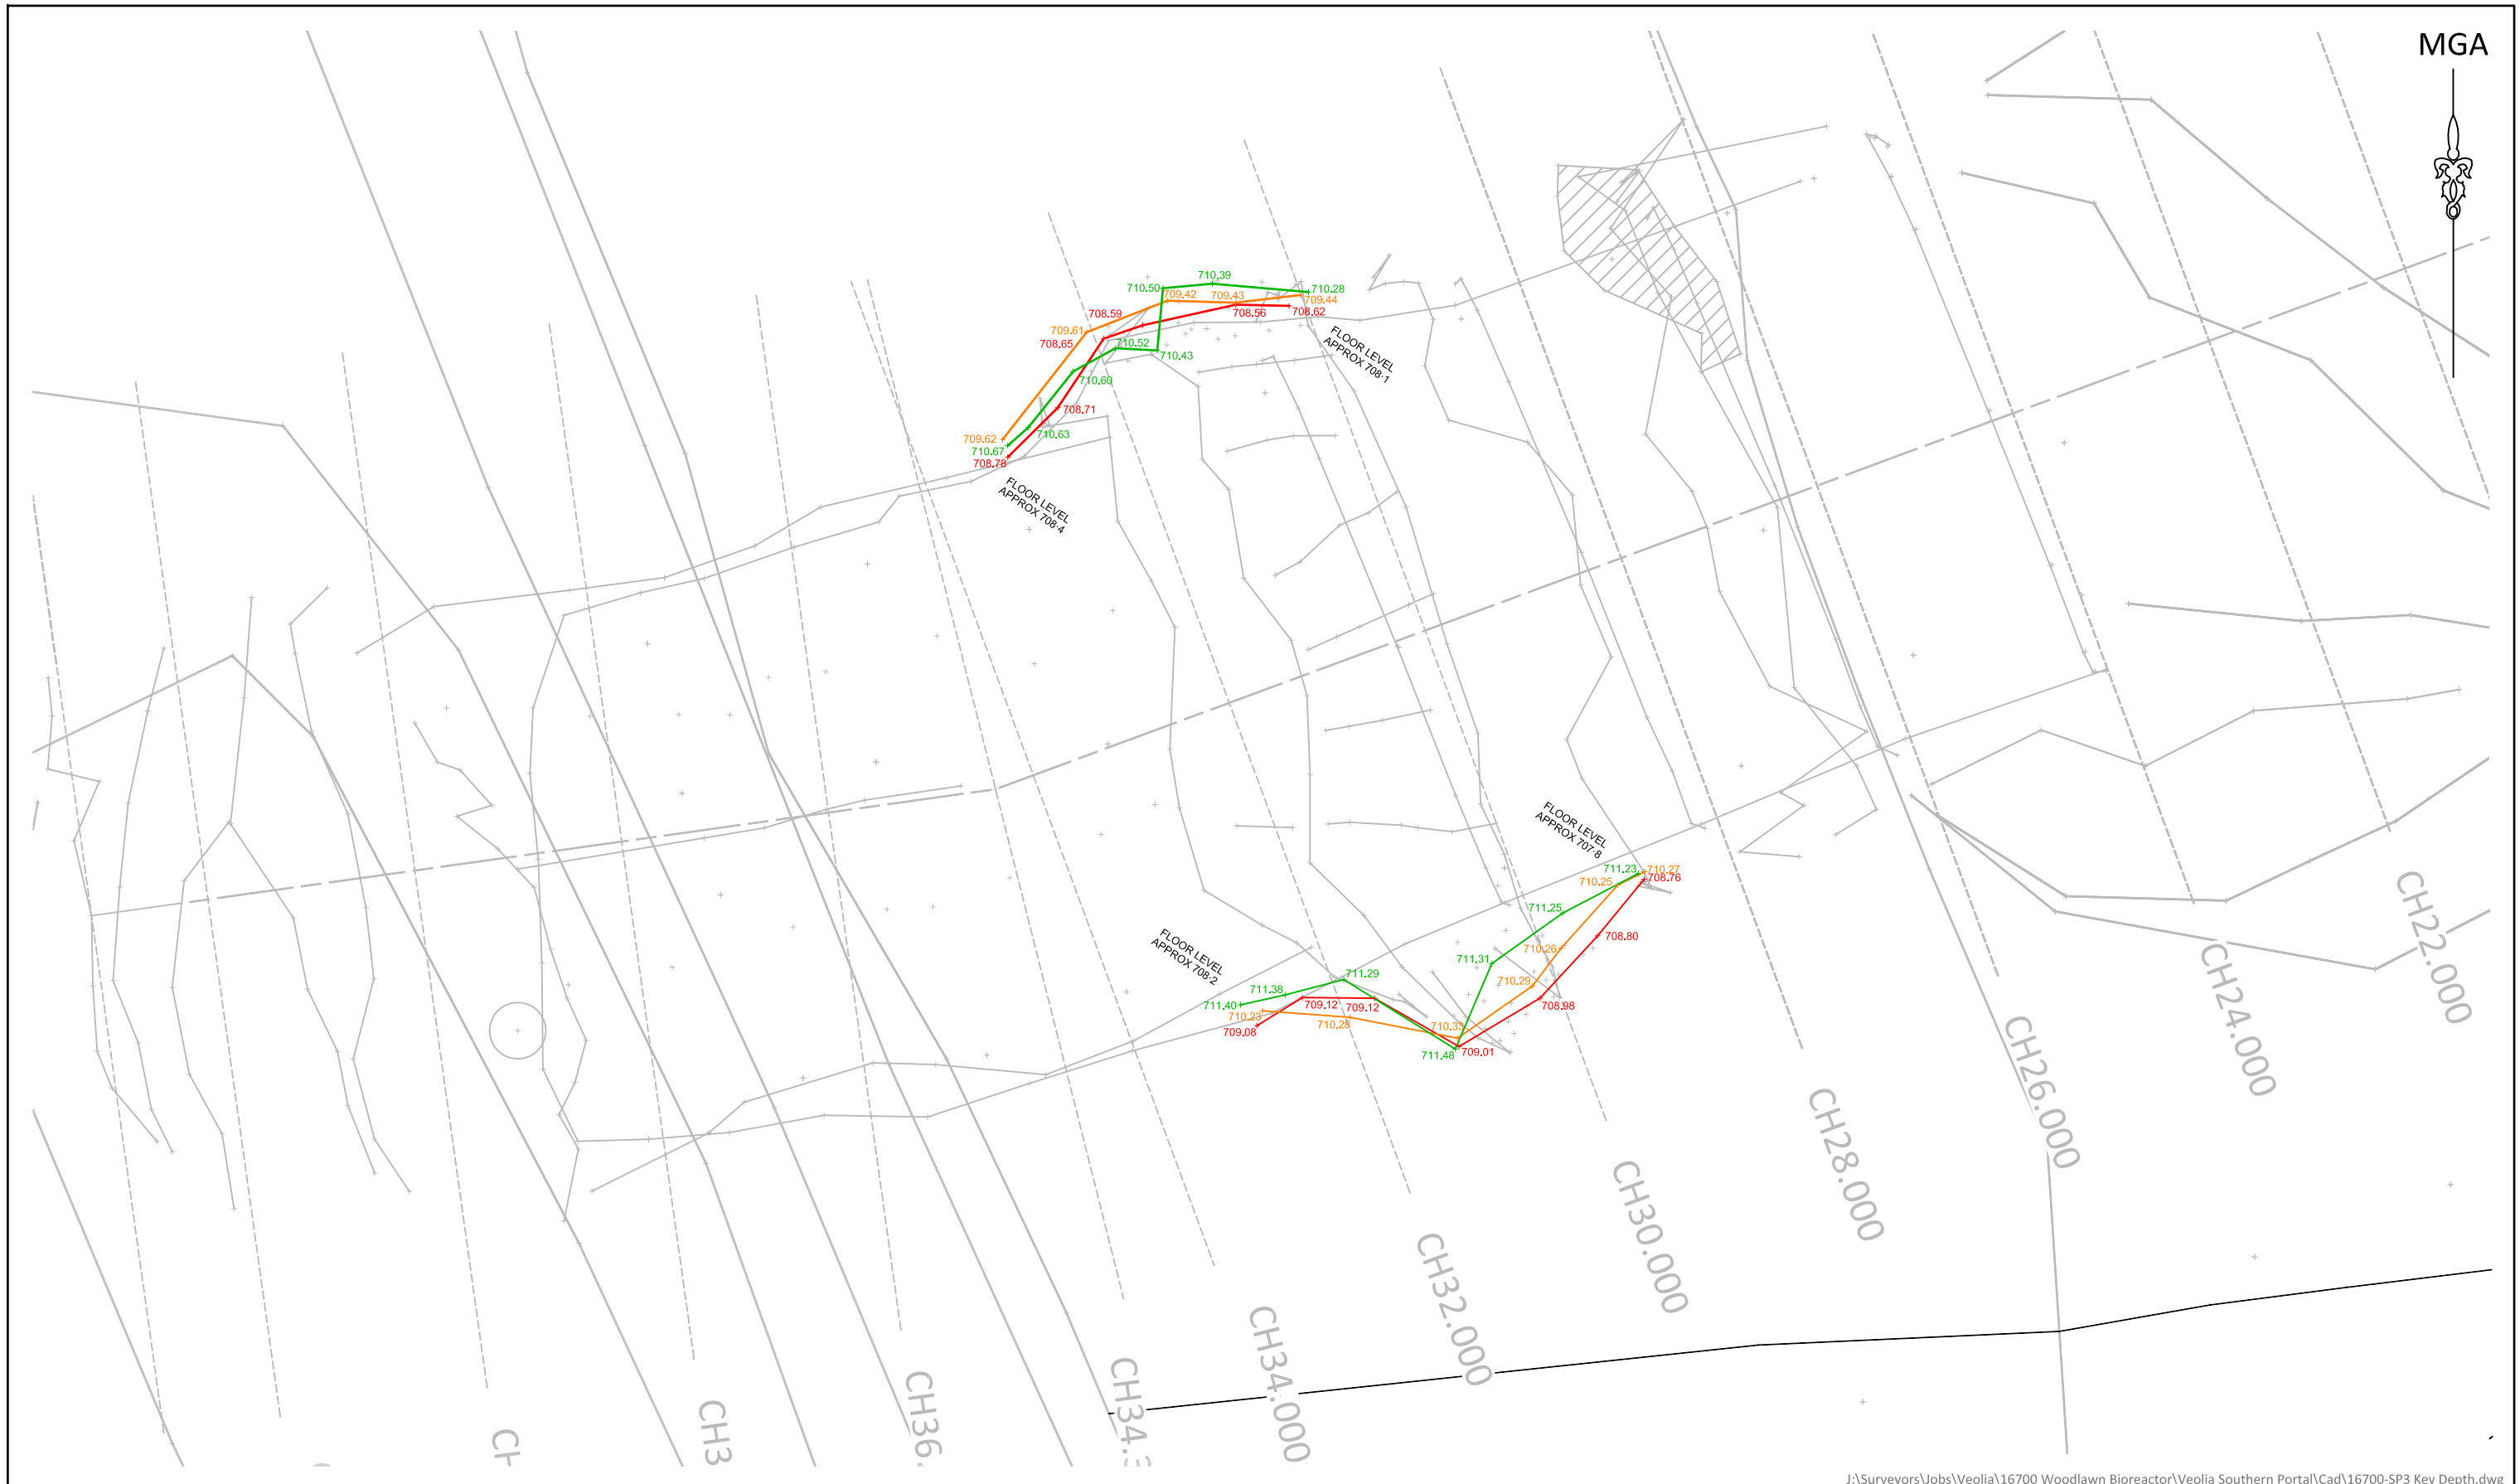 MGA
710.39
710.50
710.28
709.42
709.43
709.44
708.59
708.56
708.62
709.61
708.65
710.52
710.43
FLOOR LEVEL
APPROX 708·1
710.60
708.71
710.63
709.62
710.67
708.78
FLOOR LEVEL
APPROX 708·4
FLOOR LEVEL
APPROX 707·8
711.23
710.27
710.25
708.76
711.25
708.80
710.26
FLOOR LEVEL
APPROX 708·2
711.31
711.29
710.29
711.38
711.40
709.12
709.12
708.98
710.23
710.28
709.08
710.33
711.48
709.01
CH22.000
CH24.000
CH26.000
CH28.000
CH30.000
CH32.000
CH34.000
CH34.3
CH36.
CH3
CH
J:\Surveyors\Jobs\Veolia\16700 Woodlawn Bioreactor\Veolia Southern Portal\Cad\16700-SP3 Key Depth.dwg